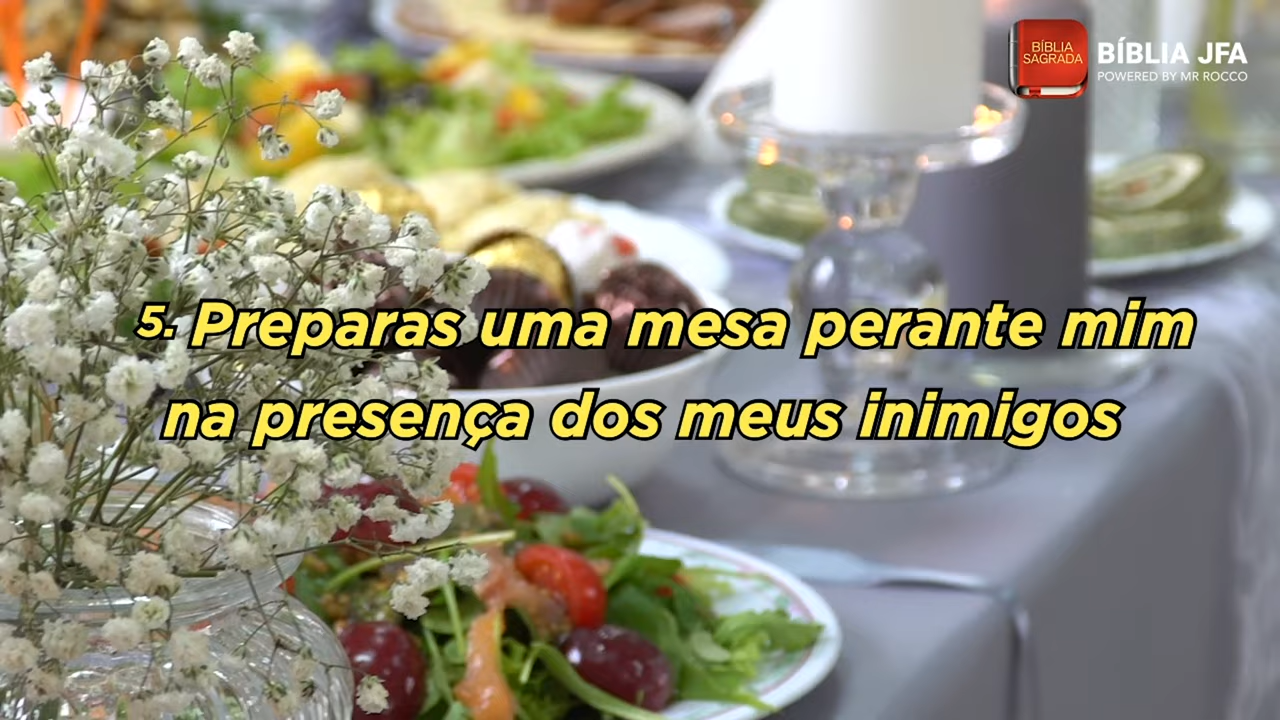 BÍBLIA
SAGRADA
BÍBLIA JFA
POWERED BY MR ROCCO
5. Preparas uma mesa perante mim
na presença dos meus inimigos